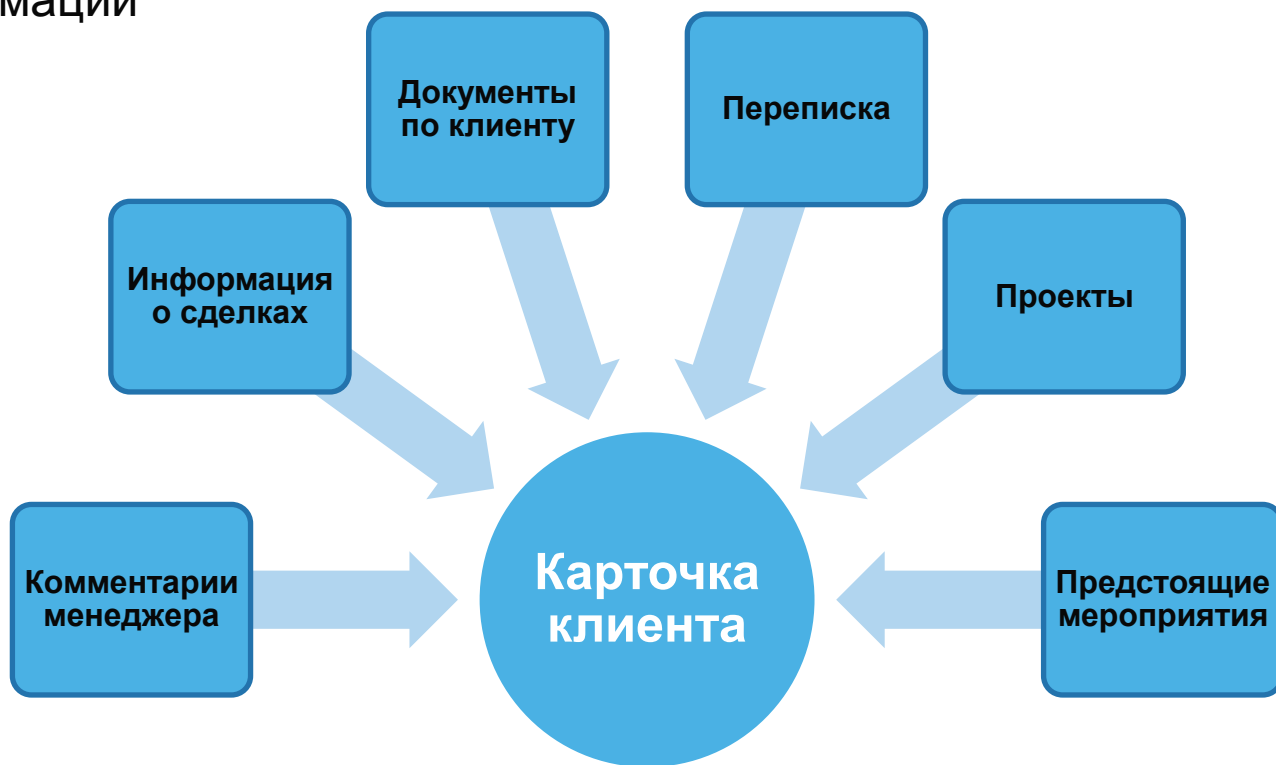 мации
Документы
по клиенту
Переписка
Информация
о сделках
Проекты
Комментарии
менеджера
Карточка
клиента
Предстоящие
мероприятия